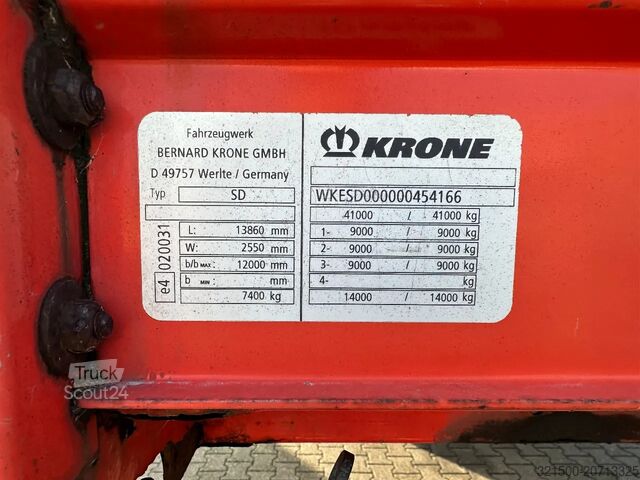 Fahrzeugwerk
BERNARD KRONE GMBH
D 49757 Werlte / Germany
Typ SD
e4 020031
L: 13860 mm
W: 2550 mm
b/b MAX: 12000 mm
b MIN: mm
7400 kg
KRONE
WKESD000000454166
41000 / 41000 kg
1- 9000 / 9000 kg
2- 9000 / 9000 kg
3- 9000 / 9000 kg
4- kg
14000 / 14000 kg
Truck
Scout24
321500-20713325